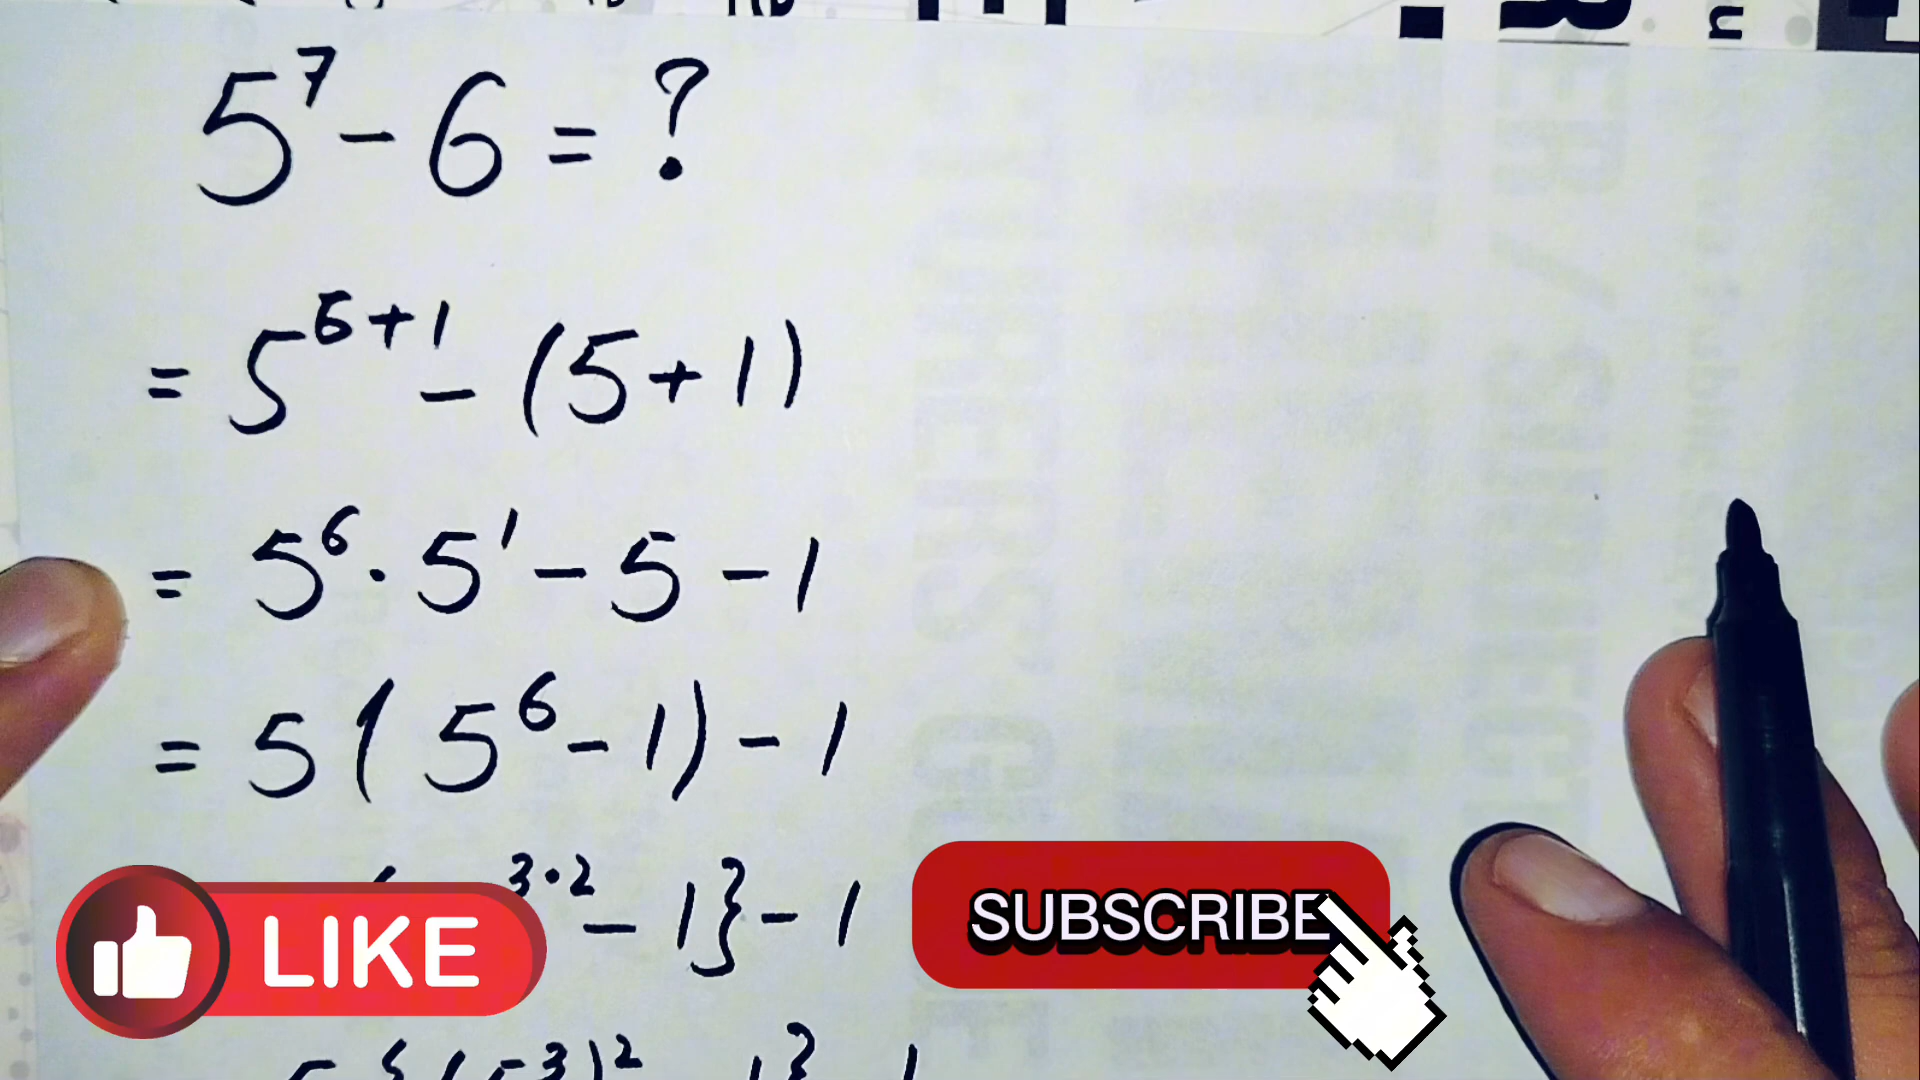 5⁷ - 6 = ?
= 5⁶⁺¹ - (5 + 1)
= 5⁶ · 5¹ - 5 - 1
= 5 ( 5⁶ - 1) - 1
³·² - 1} - 1
LIKE
SUBSCRIBE